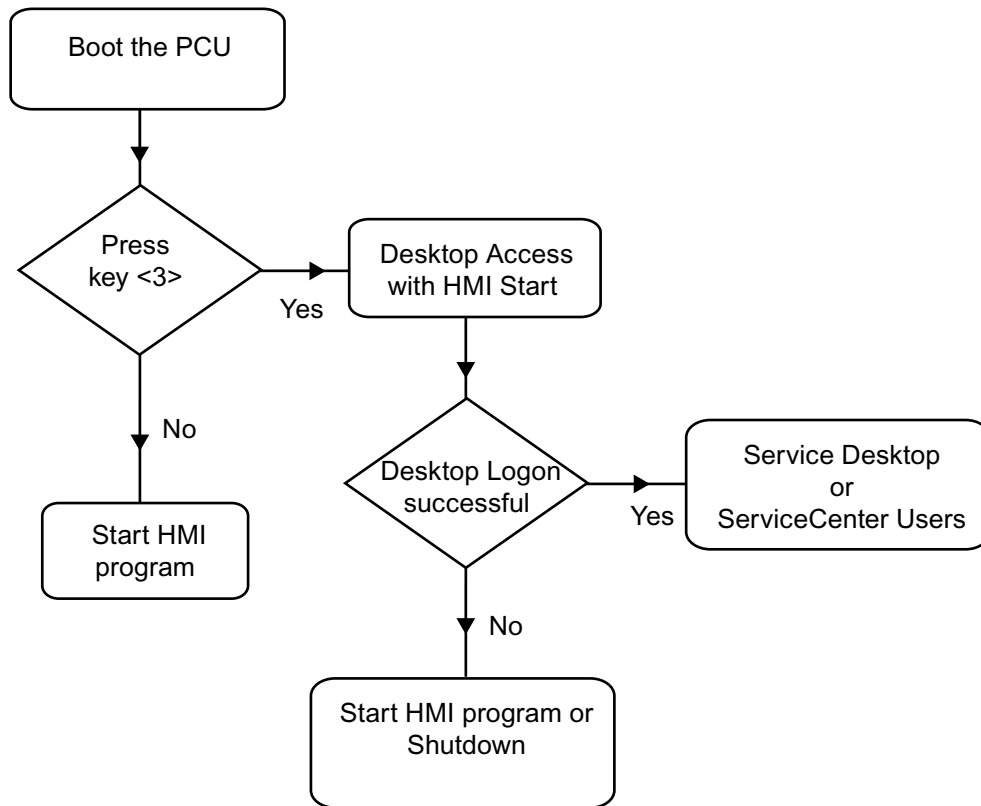 Boot the PCU
Press
key <3>
Yes
Desktop Access
with HMI Start
No
Start HMI
program
Desktop Logon
successful
Yes
Service Desktop
or
ServiceCenter Users
No
Start HMI program or
Shutdown